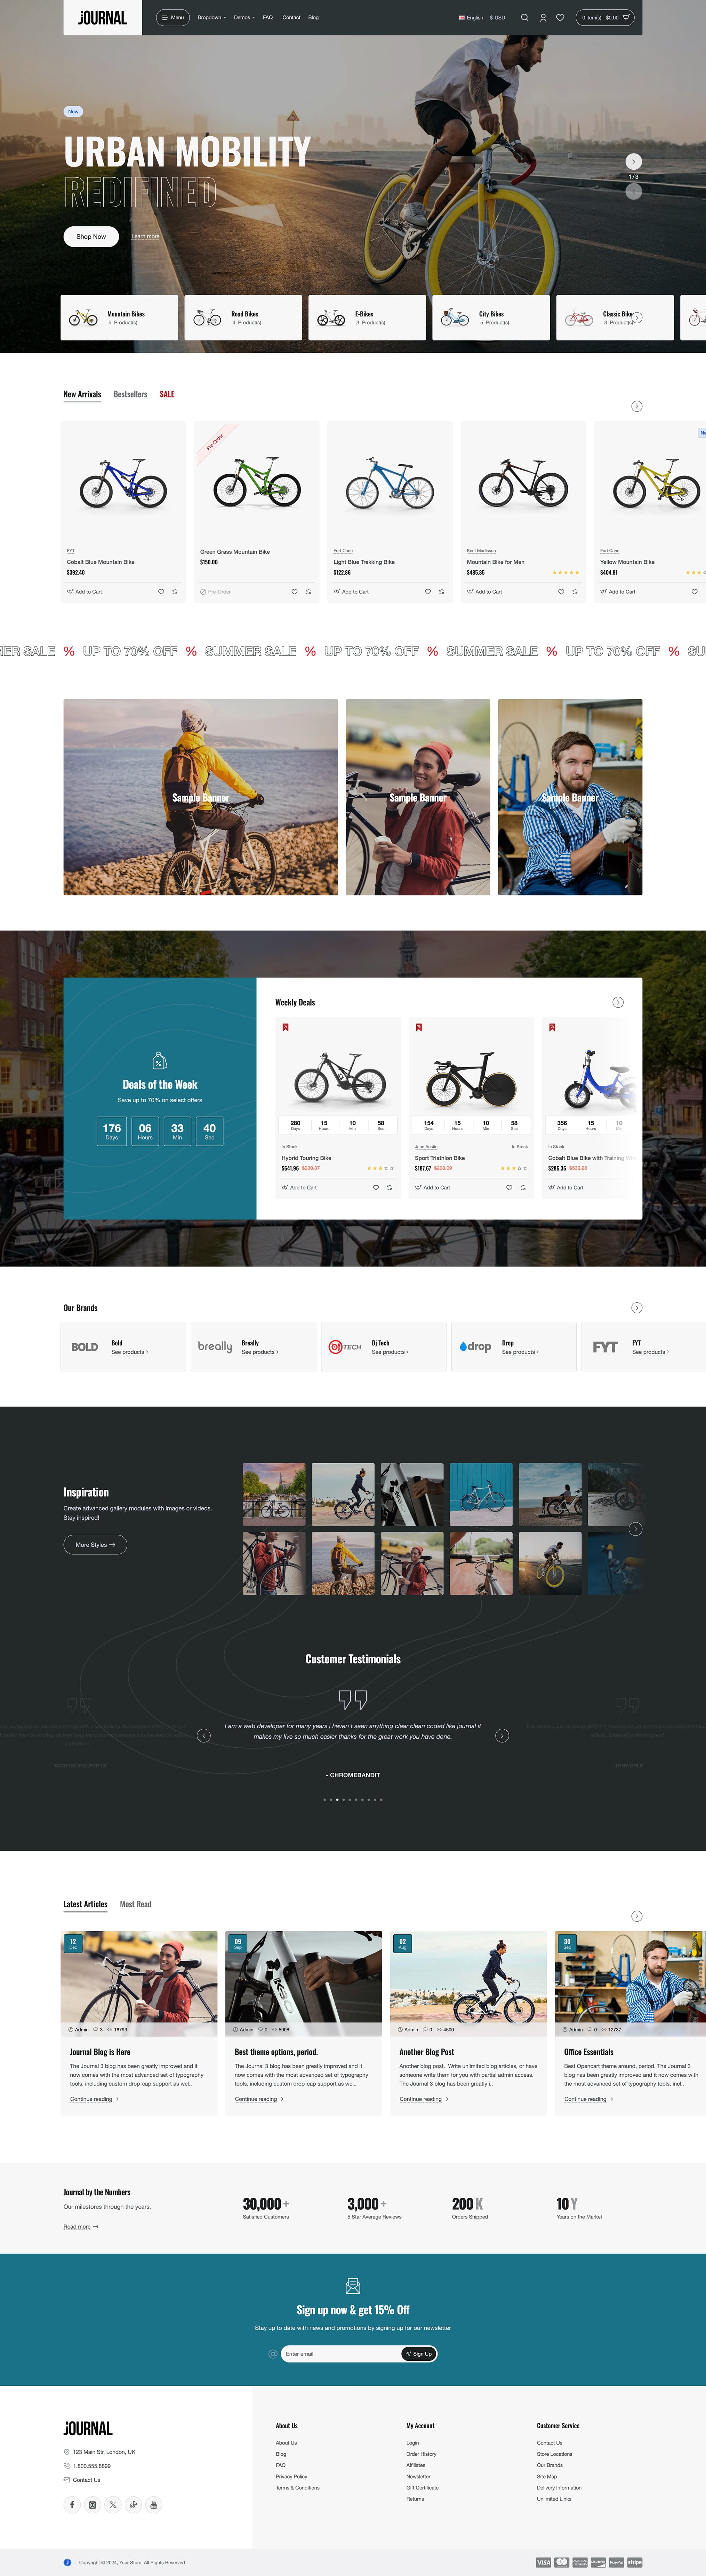 JOURNAL
Menu
Dropdown
Demos
FAQ
Contact
Blog
English
$ USD
0 item(s) - $0.00
New
URBAN MOBILITY
REDIFINED
Shop Now
Learn more
1/3
Mountain Bikes
5 Product(s)
Road Bikes
4 Product(s)
E-Bikes
3 Product(s)
City Bikes
5 Product(s)
Classic Bikes
3 Product(s)
New Arrivals
Bestsellers
SALE
FYT
Cobalt Blue Mountain Bike
$392.40
Add to Cart
Pre-Order
Green Grass Mountain Bike
$150.00
Pre-Order
Fort Cane
Light Blue Trekking Bike
$122.86
Add to Cart
Kent Madisson
Mountain Bike for Men
$485.85
Add to Cart
Fort Cane
Yellow Mountain Bike
$404.81
Add to Cart
MER SALE % UP TO 70% OFF % SUMMER SALE % UP TO 70% OFF % SUMMER SALE % UP TO 70% OFF % SU
Sample Banner
Sample Banner
Sample Banner
Deals of the Week
Save up to 70% on select offers
176 06 33 40
Days Hours Min Sec
Weekly Deals
280 15 10 58
Days Hours Min Sec
In Stock
Hybrid Touring Bike
$641.96
Add to Cart
154 15 10 58
Days Hours Min Sec
Jane Austin
In Stock
Sport Triathlon Bike
$187.67
Add to Cart
356 15 10
Days Hours Min
In Stock
Cobalt Blue Bike with Training
$286.36
Add to Cart
Our Brands
BOLD
Bold
See products
breally
Breally
See products
DJ TECH
Dj Tech
See products
drop
Drop
See products
FYT
FYT
See products
Inspiration
Create advanced gallery modules with images or videos.
Stay inspired!
More Styles
Customer Testimonials
I am a web developer for many years i haven't seen anything clear clean coded like journal it
makes my live so much easier thanks for the great work you have done.
- CHROMEBANDIT
Latest Articles
Most Read
12
Dec
Admin 3 16793
Journal Blog is Here
The Journal 3 blog has been greatly improved and it
now comes with the most advanced set of typography
tools, including custom drop-cap support as wel..
Continue reading
09
Sep
Admin 0 5908
Best theme options, period.
The Journal 3 blog has been greatly improved and it
now comes with the most advanced set of typography
tools, including custom drop-cap support as wel..
Continue reading
02
Aug
Admin 0 4500
Another Blog Post
Another blog post. Write unlimited blog articles, or have
someone write them for you with partial admin access.
The Journal 3 blog has been greatly i..
Continue reading
30
Sep
Admin 0 12737
Office Essentials
Best Opencart theme around, period. The Journal 3
blog has been greatly improved and it now comes with
the most advanced set of typography tools, incl..
Continue reading
Journal by the Numbers
Our milestores through the years.
Read more
30,000 +
Satisfied Customers
3,000 +
5 Star Average Reviews
200 K
Orders Shipped
10 Y
Years on the Market
Sign up now & get 15% Off
Stay up to date with news and promotions by signing up for our newsletter
Enter email
Sign Up
JOURNAL
123 Main Str, London, UK
1.800.555.8899
Contact Us
About Us
About Us
Blog
FAQ
Privacy Policy
Terms & Conditions
My Account
Login
Order History
Affiliates
Newsletter
Gift Certificate
Returns
Customer Service
Contact Us
Store Locations
Our Brands
Site Map
Delivery Information
Unlimited Links
Copyright © 2024, Your Store, All Rights Reserved
VISA
PayPal
stripe